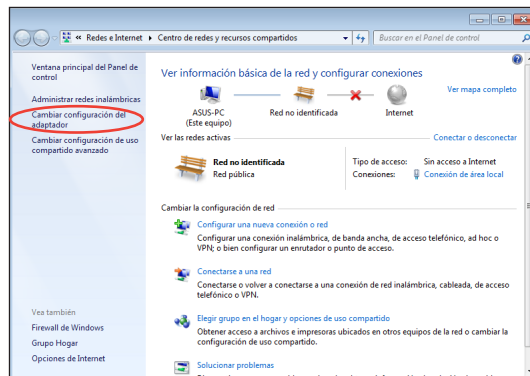 « Redes e Internet ▸ Centro de redes y recursos compartidos
Buscar en el Panel de control
Ventana principal del Panel de
control
Administrar redes inalámbricas
Cambiar configuración del
adaptador
Cambiar configuración de uso
compartido avanzado
Vea también
Firewall de Windows
Grupo Hogar
Opciones de Internet
Ver información básica de la red y configurar conexiones
Ver mapa completo
ASUS-PC
(Este equipo)
Red no identificada
Internet
Ver las redes activas
Conectar o desconectar
Red no identificada
Red pública
Tipo de acceso: Sin acceso a Internet
Conexiones: Conexión de área local
Cambiar la configuración de red
Configurar una nueva conexión o red
Configurar una conexión inalámbrica, de banda ancha, de acceso telefónico, ad hoc o
VPN; o bien configurar un enrutador o punto de acceso.
Conectarse a una red
Conectarse o volver a conectarse a una conexión de red inalámbrica, cableada, de acceso
telefónico o VPN.
Elegir grupo en el hogar y opciones de uso compartido
Obtener acceso a archivos e impresoras ubicados en otros equipos de la red o cambiar la
configuración de uso compartido.
Solucionar problemas